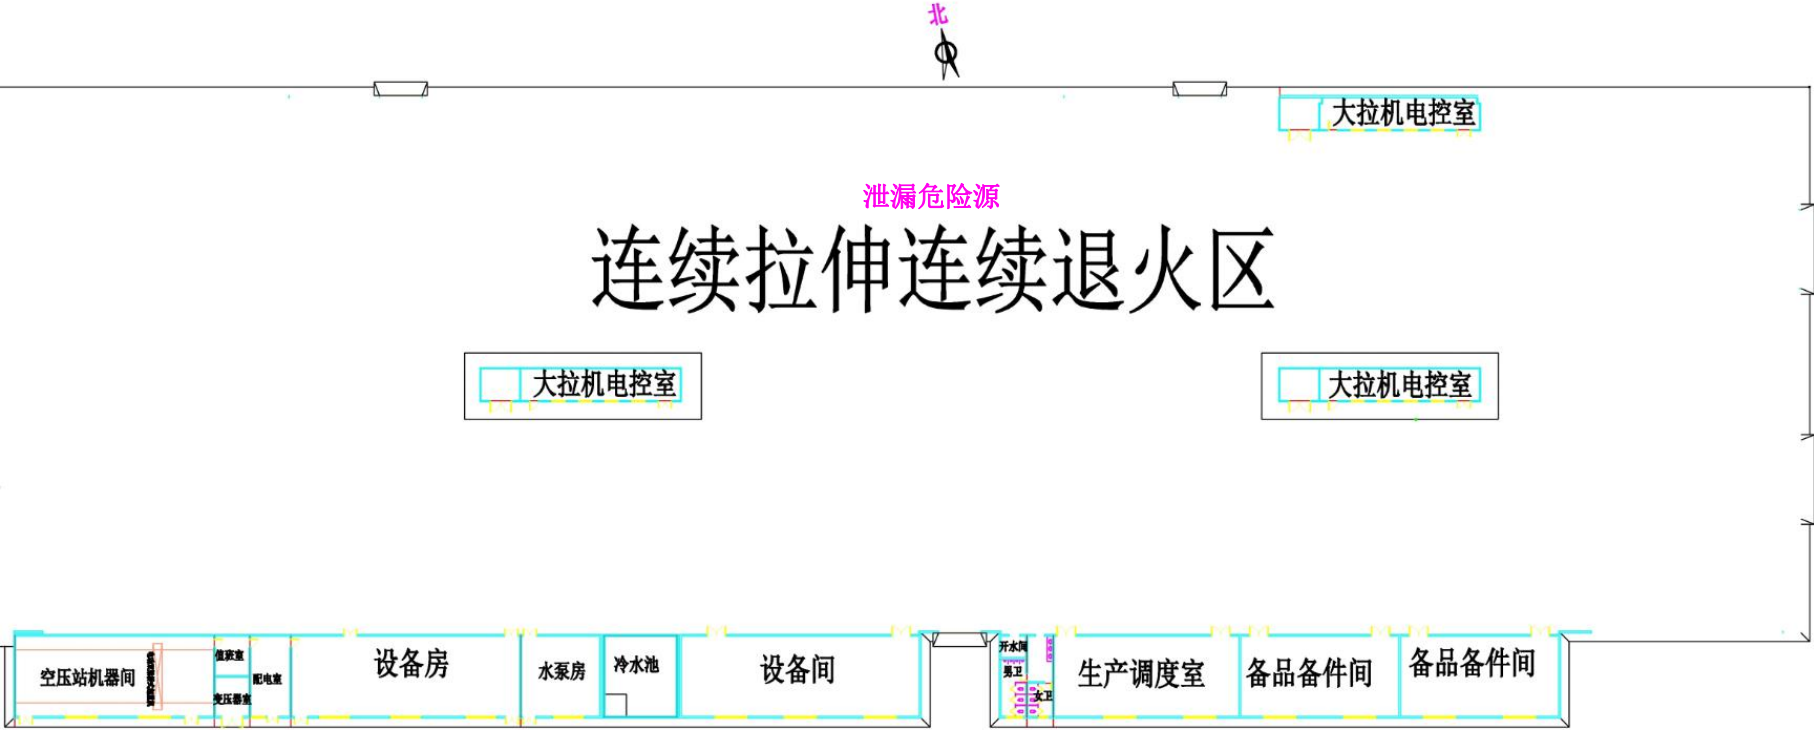 北
大拉机电控室
泄漏危险源
连续拉伸连续退火区
大拉机电控室
大拉机电控室
空压站机器间
值班室
变压器室
配电室
设备房
水泵房
冷水池
设备间
开水间
男卫
女卫
生产调度室
备品备件间
备品备件间